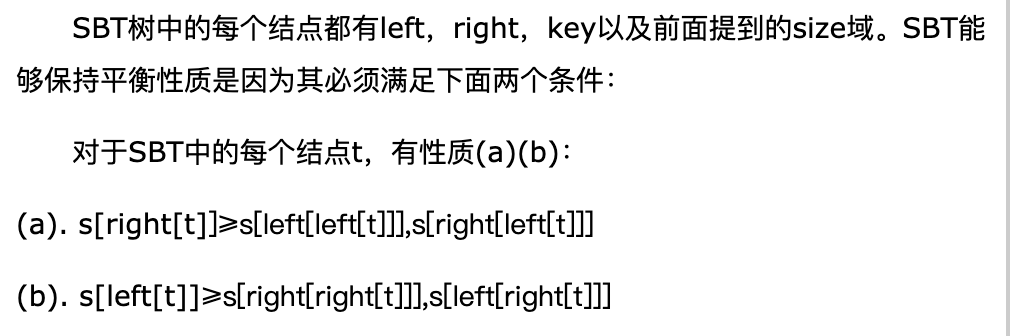 SBT树中的每个结点都有left，right，key以及前面提到的size域。SBT能
够保持平衡性质是因为其必须满足下面两个条件：
对于SBT中的每个结点t，有性质(a)(b)：
(a). s[right[t]]⩾s[left[left[t]]],s[right[left[t]]]
(b). s[left[t]]⩾s[right[right[t]]],s[left[right[t]]]